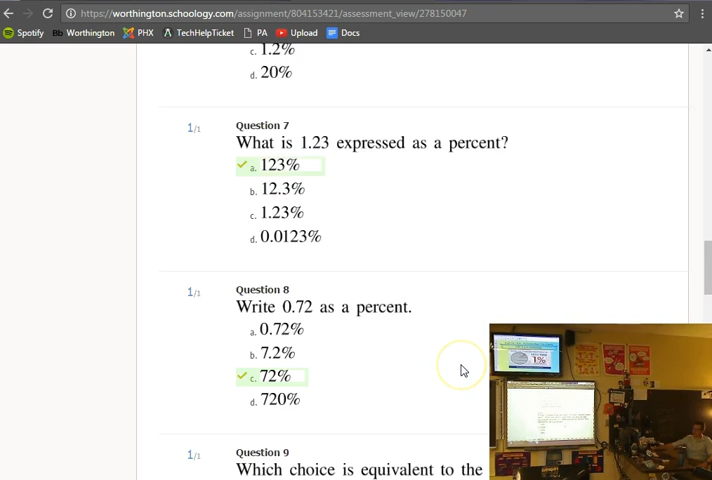 https://worthington.schoology.com/assignment/804153421/assessment_view/278150047
Spotify Bb Worthington PHX TechHelpTicket PA Upload Docs
c. 1.2%
d. 20%
1/1 Question 7
What is 1.23 expressed as a percent?
a. 123%
b. 12.3%
c. 1.23%
d. 0.0123%
1/1 Question 8
Write 0.72 as a percent.
a. 0.72%
b. 7.2%
c. 72%
d. 720%
1%
1/1 Question 9
Which choice is equivalent to the